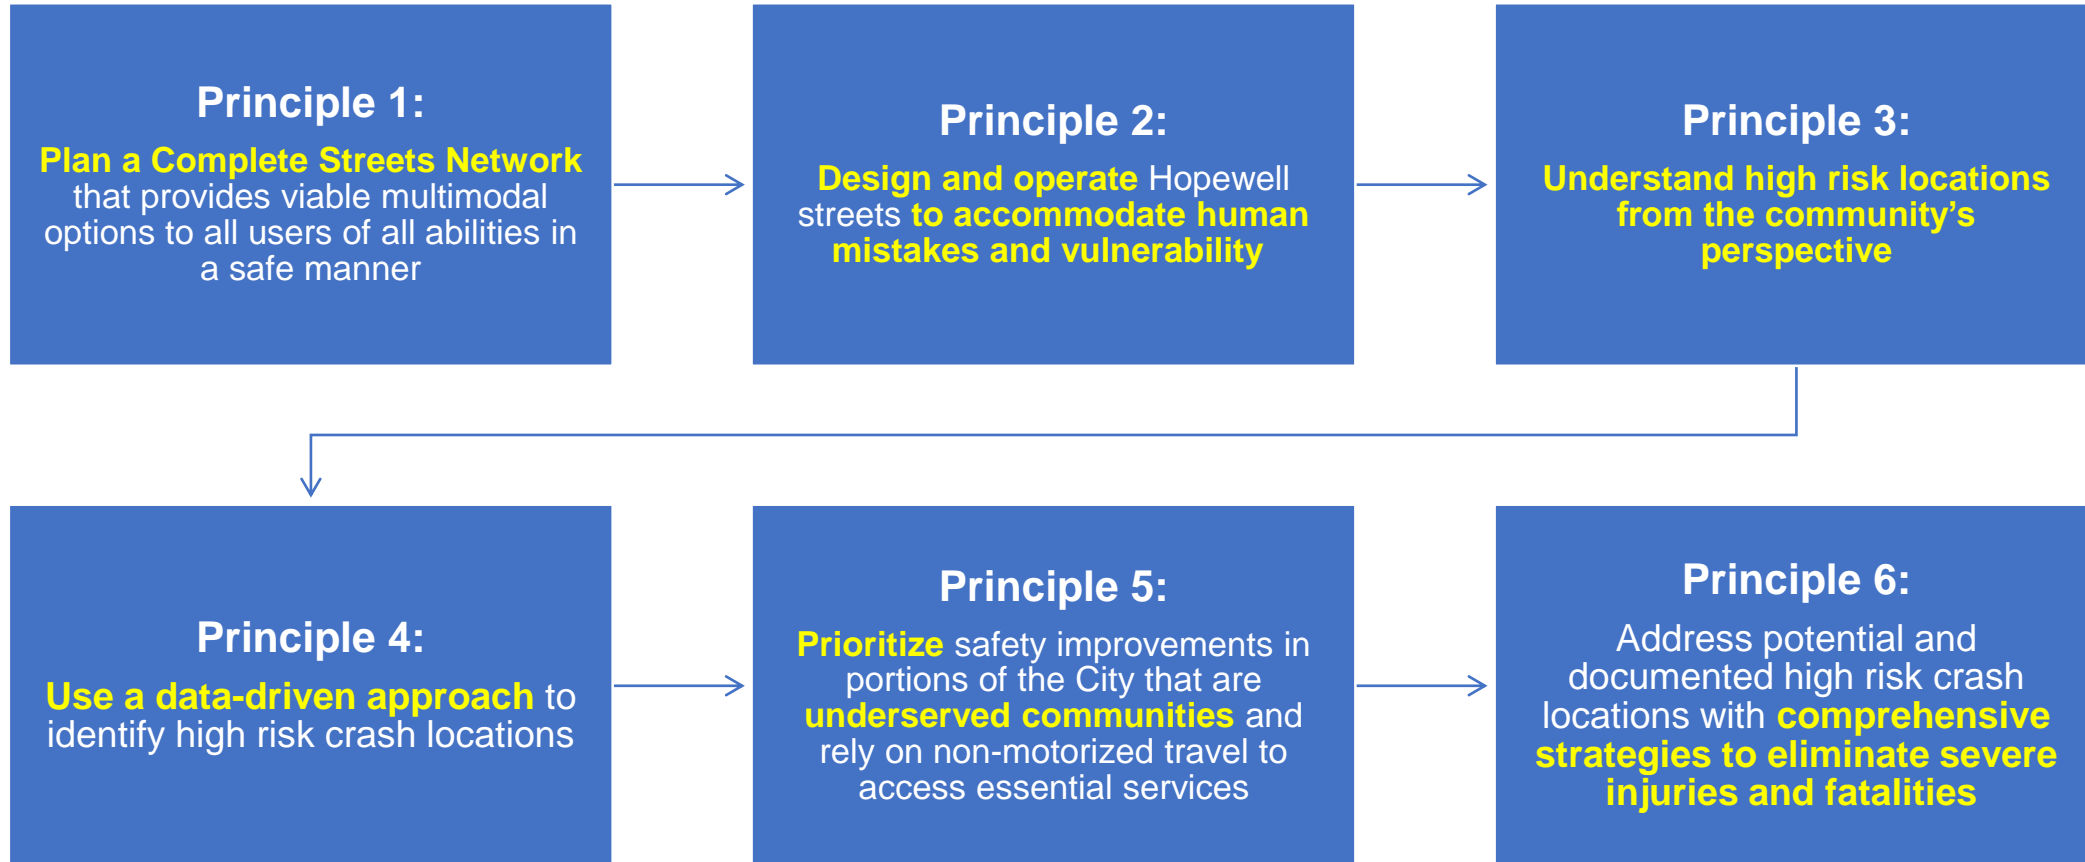 Principle 1:
Plan a Complete Streets Network
that provides viable multimodal
options to all users of all abilities in
a safe manner
Principle 2:
Design and operate Hopewell
streets to accommodate human
mistakes and vulnerability
Principle 3:
Understand high risk locations
from the community’s
perspective
Principle 4:
Use a data-driven approach to
identify high risk crash locations
Principle 5:
Prioritize safety improvements in
portions of the City that are
underserved communities and
rely on non-motorized travel to
access essential services
Principle 6:
Address potential and
documented high risk crash
locations with comprehensive
strategies to eliminate severe
injuries and fatalities